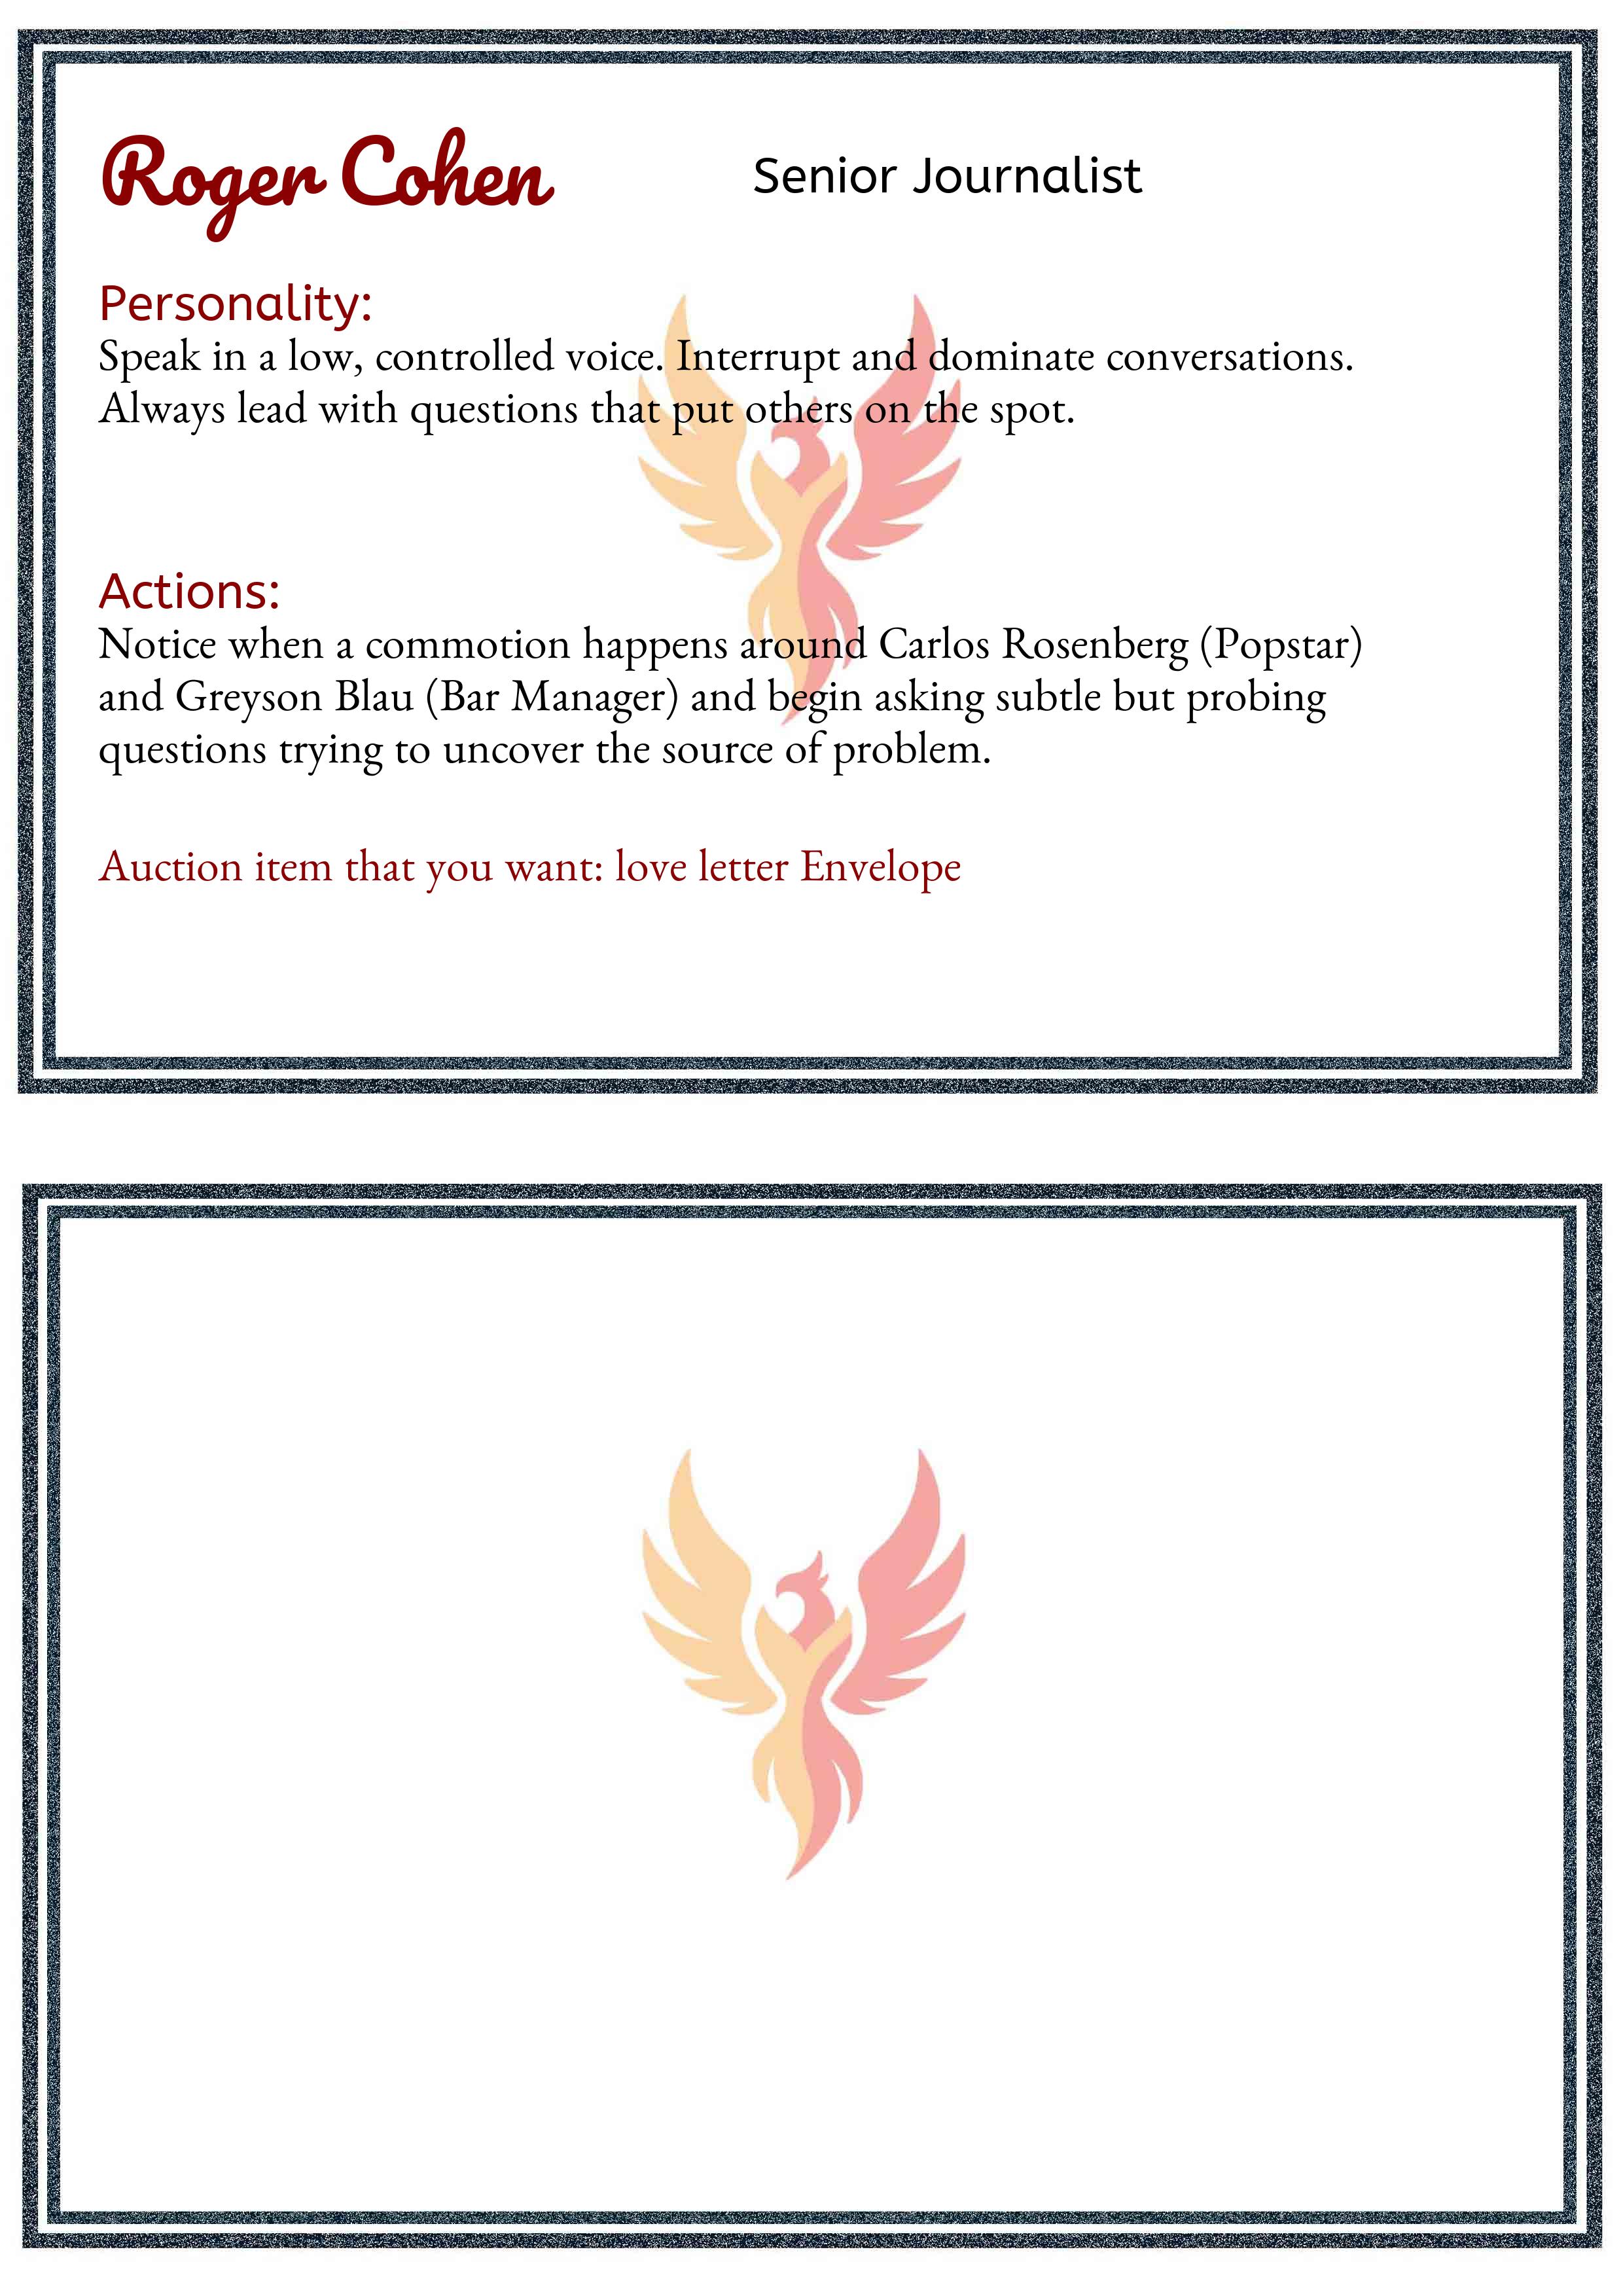 Roger Cohen
Senior Journalist
Personality:
Speak in a low, controlled voice. Interrupt and dominate conversations.
Always lead with questions that put others on the spot.
Actions:
Notice when a commotion happens around Carlos Rosenberg (Popstar)
and Greyson Blau (Bar Manager) and begin asking subtle but probing
questions trying to uncover the source of problem.
Auction item that you want: love letter Envelope